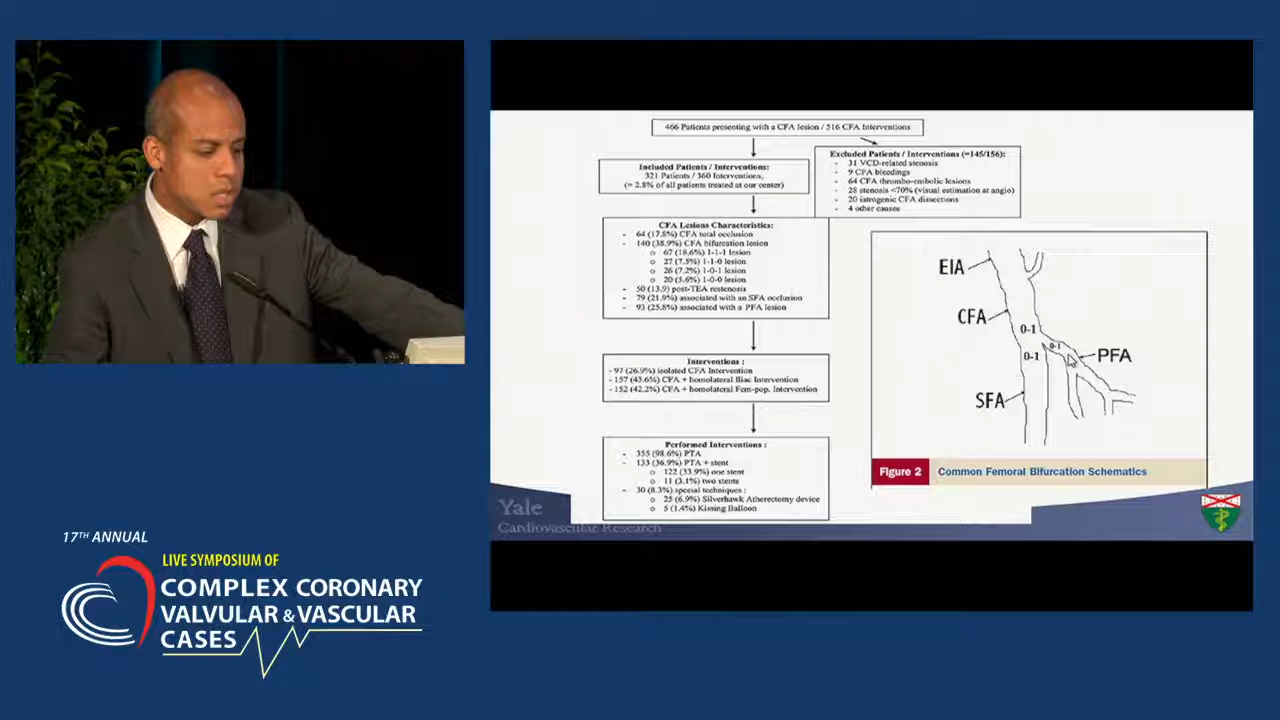 466 Patients presenting with a CFA lesion / 516 CFA Interventions
Included Patients / Interventions:
321 Patients / 360 Interventions,
(= 2.8% of all patients treated at our center)
Excluded Patients / Interventions (=145/156):
- 31 VCD-related stenosis
- 9 CFA bleedings
- 64 CFA thrombo-embolic lesions
- 28 stenosis <70% (visual estimation at angio)
- 20 iatrogenic CFA dissections
- 4 other causes
CFA Lesions Characteristics:
- 64 (17.8%) CFA total occlusion
- 140 (38.9%) CFA bifurcation lesion
o 67 (18.6%) 1-1-1 lesion
o 27 (7.5%) 1-1-0 lesion
o 26 (7.2%) 1-0-1 lesion
o 20 (5.6%) 1-0-0 lesion
- 50 (13.9) post-TEA restenosis
- 79 (21.9%) associated with an SFA occlusion
- 93 (25.8%) associated with a PFA lesion
Interventions :
- 97 (26.9%) isolated CFA Intervention
- 157 (43.6%) CFA + homolateral Iliac Intervention
- 152 (42.2%) CFA + homolateral Fem-pop. Intervention
Performed Interventions :
- 355 (98.6%) PTA
- 133 (36.9%) PTA + stent
o 122 (33.9%) one stent
o 11 (3.1%) two stents
- 30 (8.3%) special techniques :
o 25 (6.9%) Silverhawk Atherectomy device
o 5 (1.4%) Kissing Balloon
EIA
CFA
0-1
0-1
0-1
PFA
SFA
Figure 2 Common Femoral Bifurcation Schematics
Yale
Cardiovascular Research
17TH ANNUAL
LIVE SYMPOSIUM OF
COMPLEX CORONARY
VALVULAR & VASCULAR
CASES